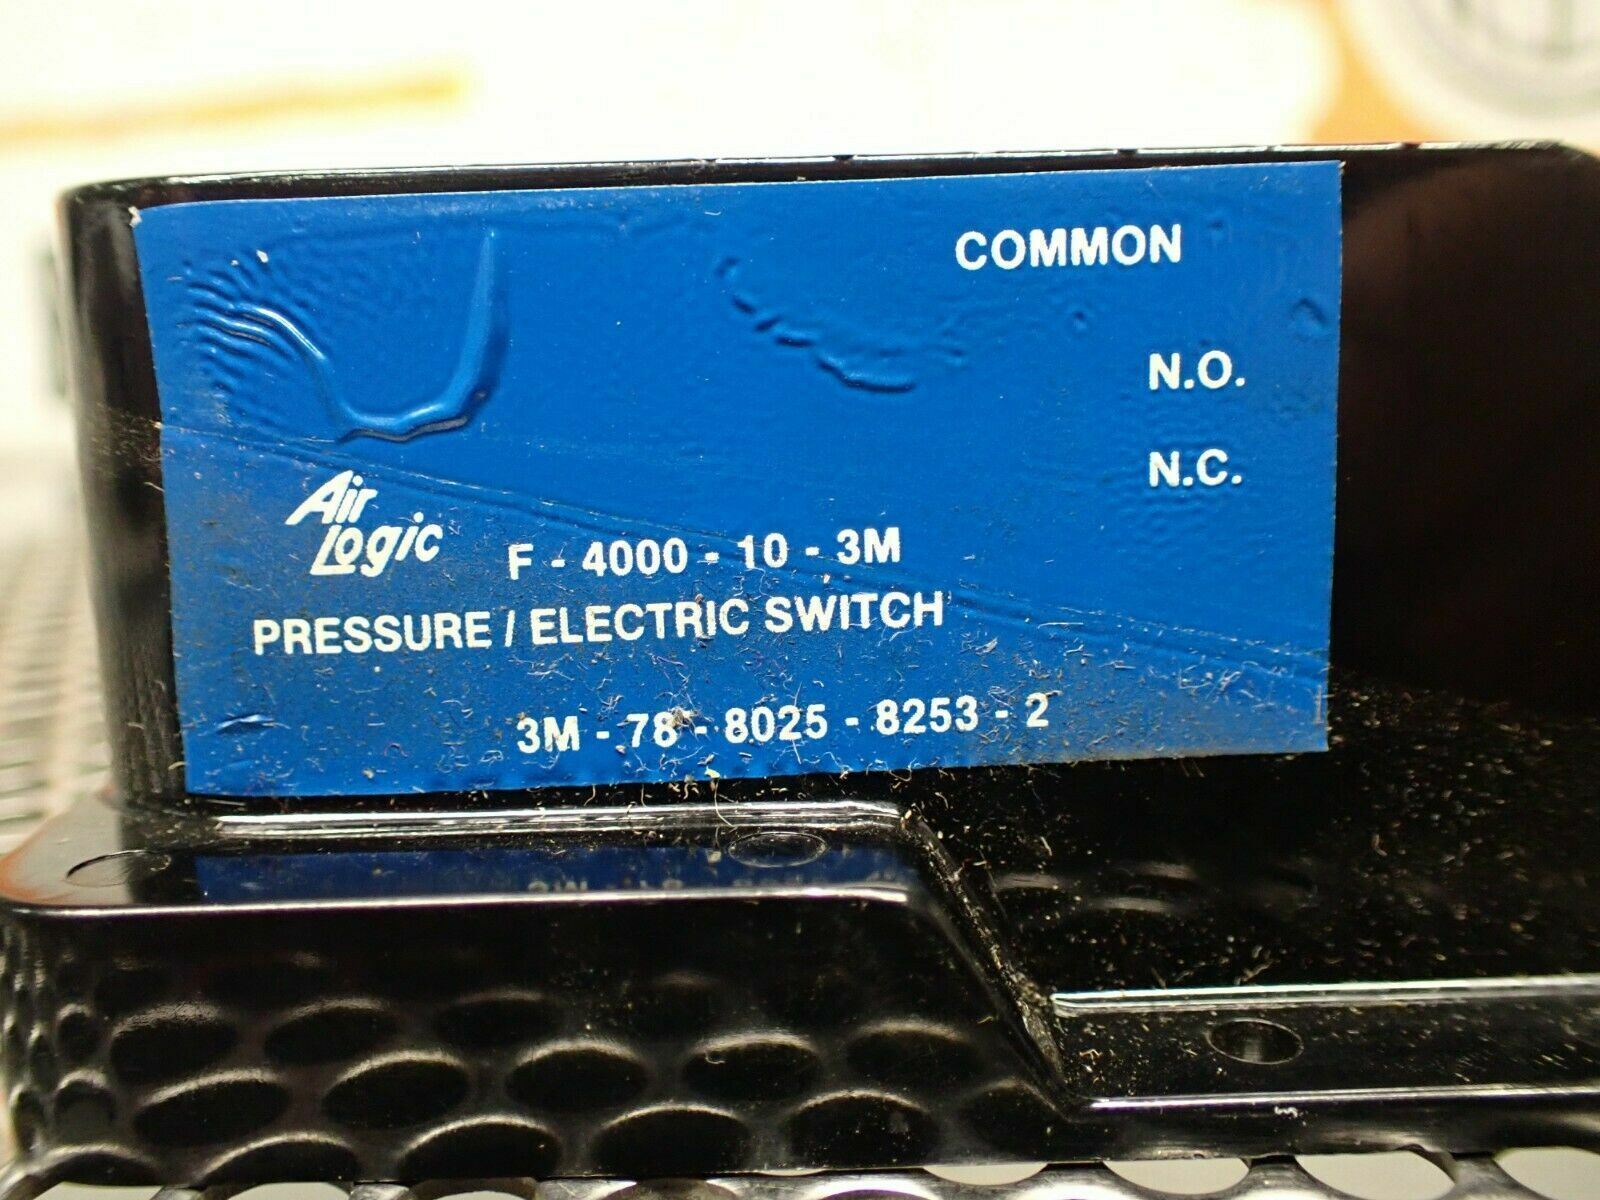 COMMON
N.O.
N.C.
Air
Logic
F - 4000 - 10 - 3M
PRESSURE / ELECTRIC SWITCH
3M - 78 - 8025 - 8253 - 2